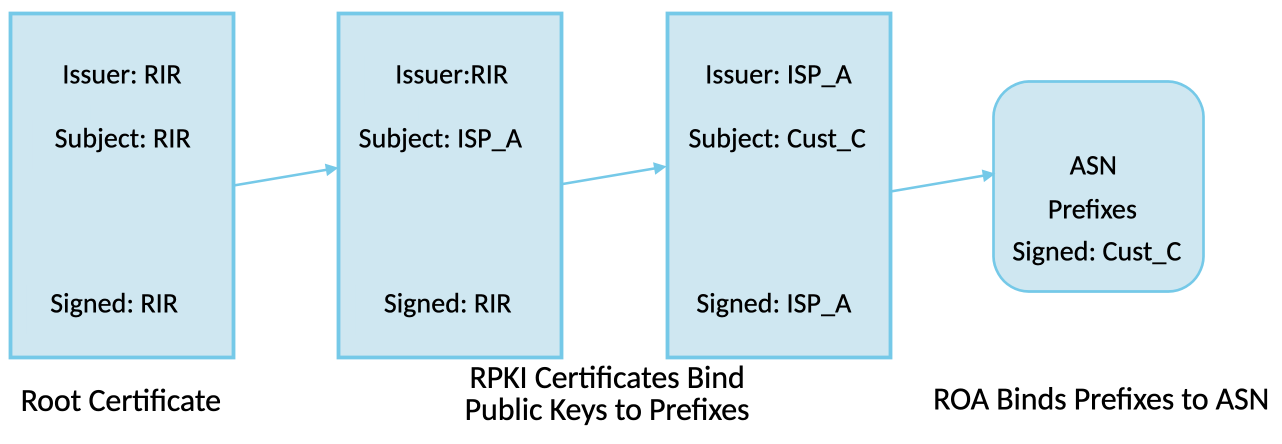 Issuer: RIR
Subject: RIR
Signed: RIR
Root Certificate
Issuer:RIR
Subject: ISP_A
Signed: RIR
Issuer: ISP_A
Subject: Cust_C
Signed: ISP_A
RPKI Certificates Bind
Public Keys to Prefixes
ASN
Prefixes
Signed: Cust_C
ROA Binds Prefixes to ASN